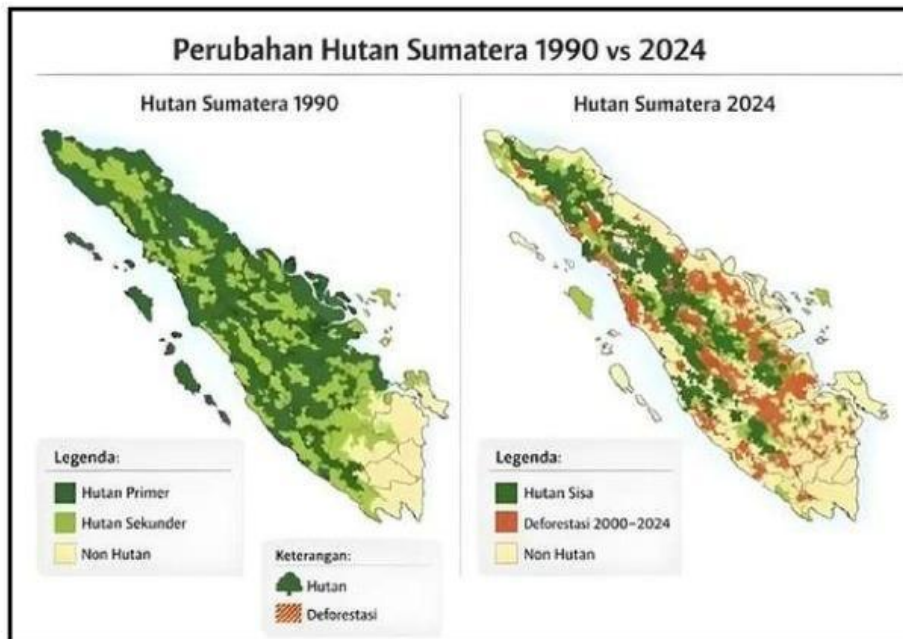 Perubahan Hutan Sumatera 1990 vs 2024
Hutan Sumatera 1990
Legenda:
Hutan Primer
Hutan Sekunder
Non Hutan
Keterangan:
Hutan
Deforestasi
Hutan Sumatera 2024
Legenda:
Hutan Sisa
Deforestasi 2000–2024
Non Hutan